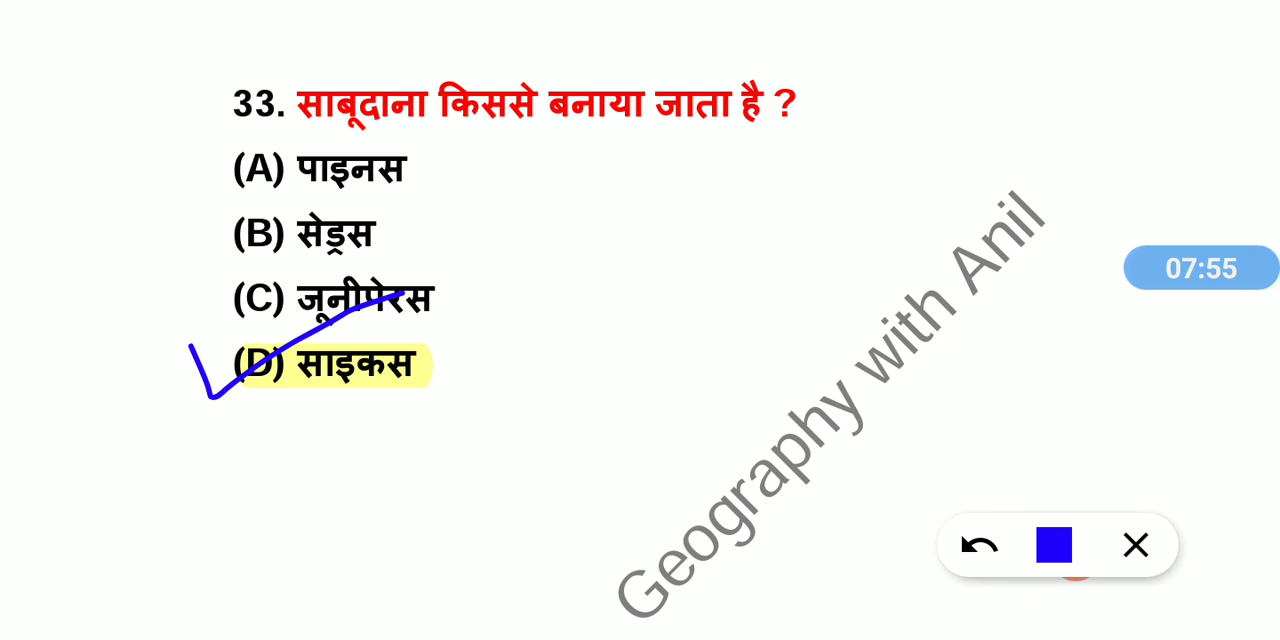 33. साबूदाना किससे बनाया जाता है ?
(A) पाइनस
(B) सेड्रस
(C) जूनीपेरस
(D) साइकस
Geography with Anil
07:55